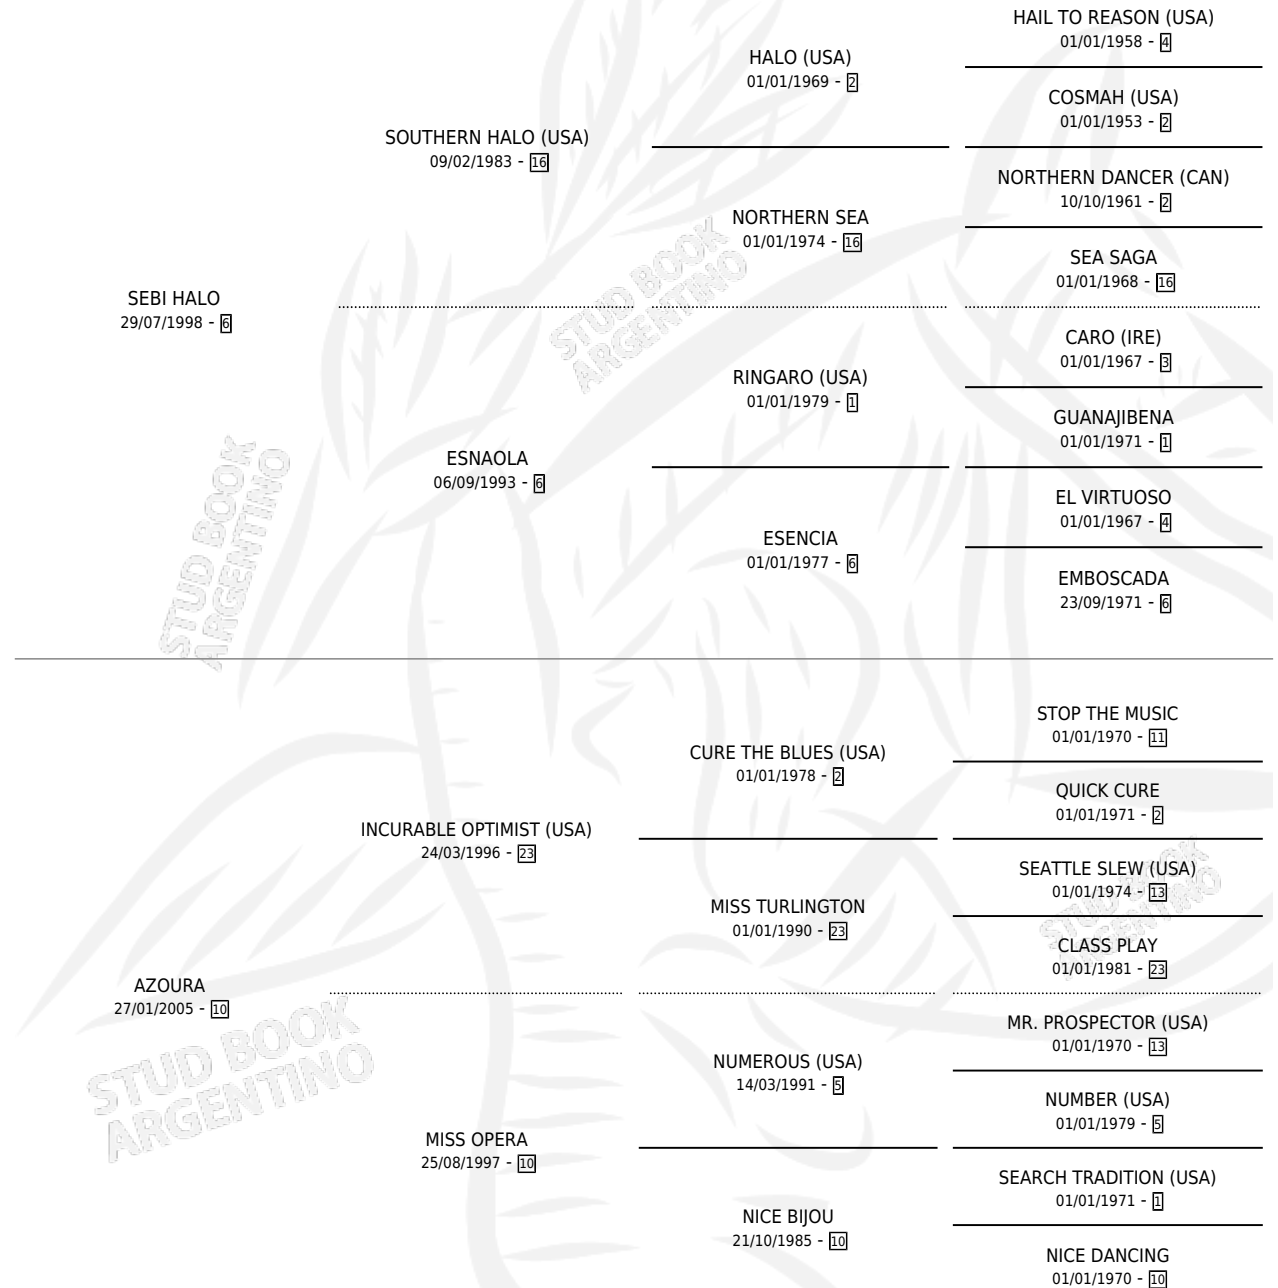 HAIL TO REASON (USA)
01/01/1958 - 4
HALO (USA)
01/01/1969 - 2
COSMAH (USA)
01/01/1953 - 2
SOUTHERN HALO (USA)
09/02/1983 - 16
NORTHERN DANCER (CAN)
10/10/1961 - 2
NORTHERN SEA
01/01/1974 - 16
SEA SAGA
01/01/1968 - 16
SEBI HALO
29/07/1998 - 6
CARO (IRE)
01/01/1967 - 3
RINGARO (USA)
01/01/1979 - 1
GUANAJIBENA
01/01/1971 - 1
ESNAOLA
06/09/1993 - 6
EL VIRTUOSO
01/01/1967 - 4
ESENCIA
01/01/1977 - 6
EMBOSCADA
23/09/1971 - 6
STOP THE MUSIC
01/01/1970 - 11
CURE THE BLUES (USA)
01/01/1978 - 2
QUICK CURE
01/01/1971 - 2
INCURABLE OPTIMIST (USA)
24/03/1996 - 23
SEATTLE SLEW (USA)
01/01/1974 - 13
MISS TURLINGTON
01/01/1990 - 23
CLASS PLAY
01/01/1981 - 23
AZOURA
27/01/2005 - 10
MR. PROSPECTOR (USA)
01/01/1970 - 13
NUMEROUS (USA)
14/03/1991 - 5
NUMBER (USA)
01/01/1979 - 5
MISS OPERA
25/08/1997 - 10
SEARCH TRADITION (USA)
01/01/1971 - 1
NICE BIJOU
21/10/1985 - 10
NICE DANCING
01/01/1970 - 10
STUD BOOK
ARGENTINO
STUD BOOK
ARGENTINO
STUD BOOK
ARGENTINO
STUD BOOK
ARGENTINO